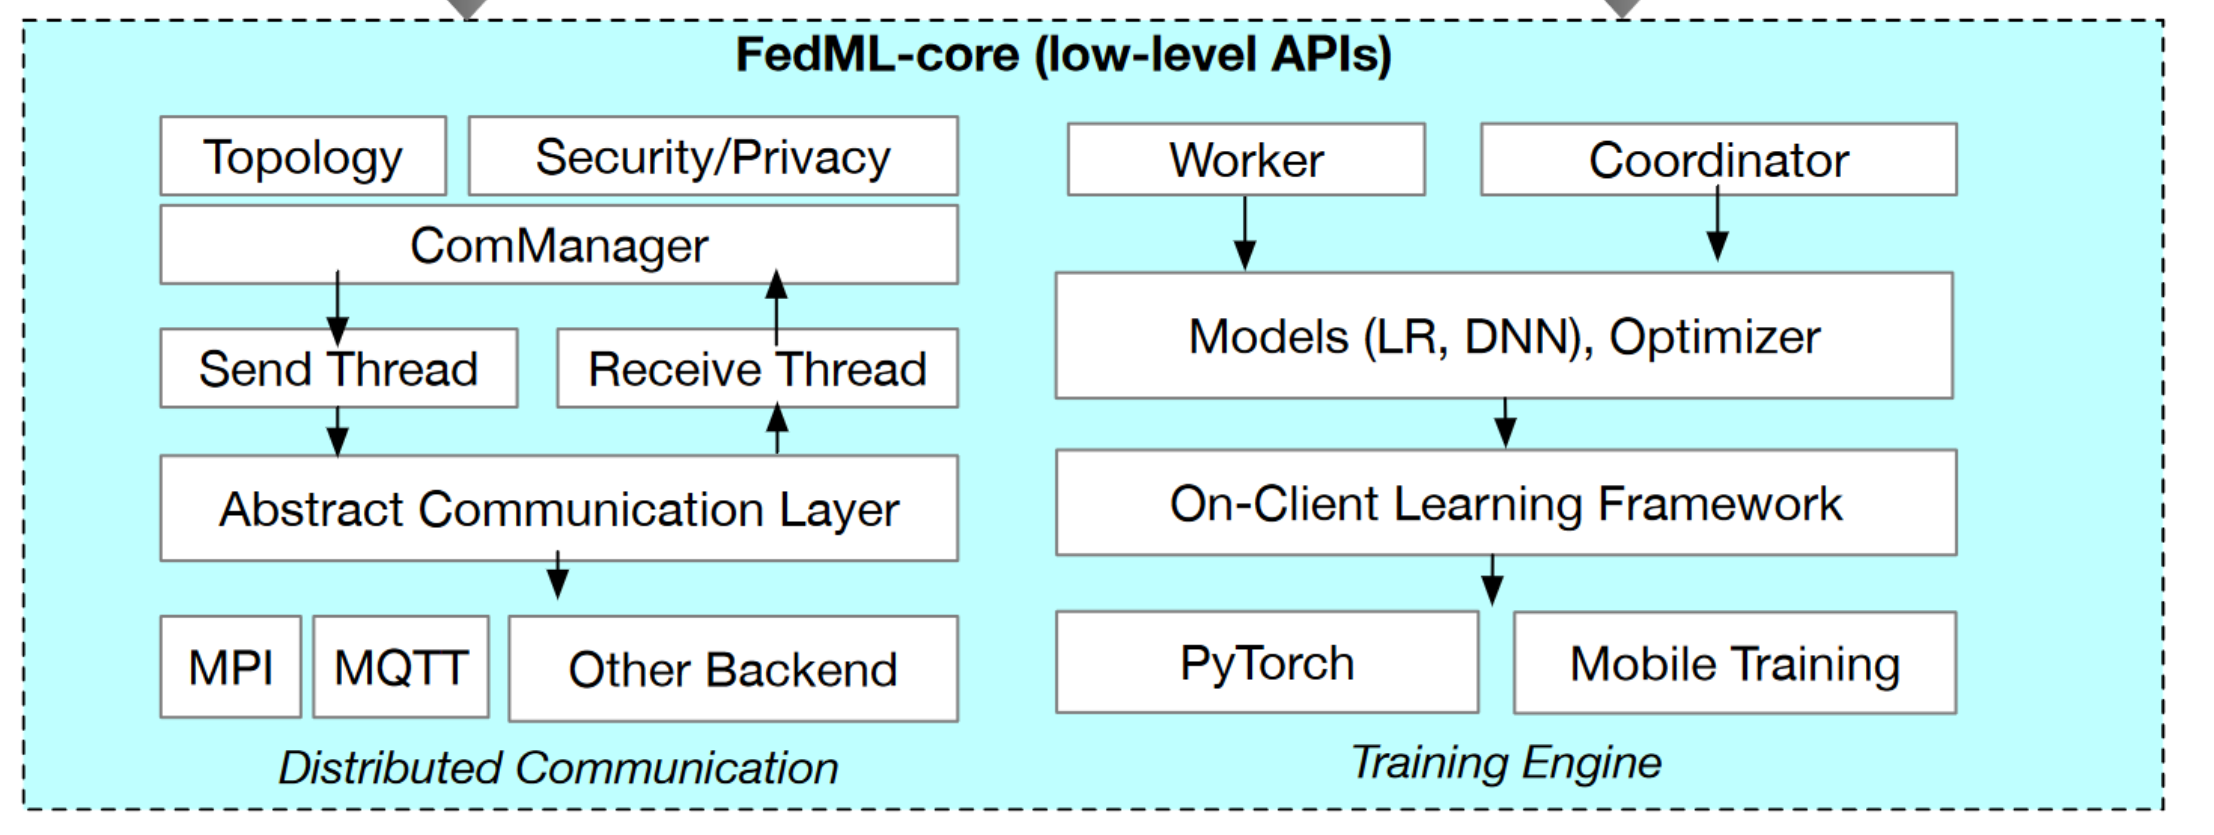 FedML-core (low-level APIs)
Topology
Security/Privacy
ComManager
Send Thread
Receive Thread
Abstract Communication Layer
MPI
MQTT
Other Backend
Distributed Communication
Worker
Coordinator
Models (LR, DNN), Optimizer
On-Client Learning Framework
PyTorch
Mobile Training
Training Engine